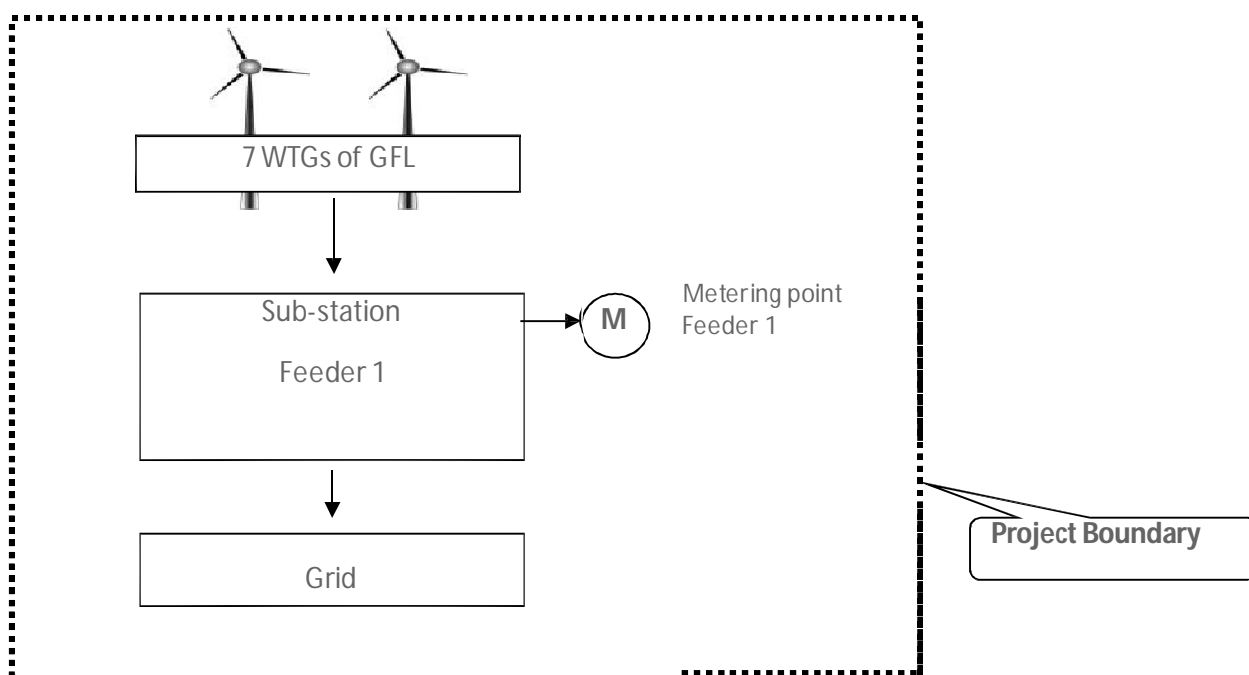 7 WTGs of GFL
Sub-station
Feeder 1
M
Metering point
Feeder 1
Project Boundary
Grid